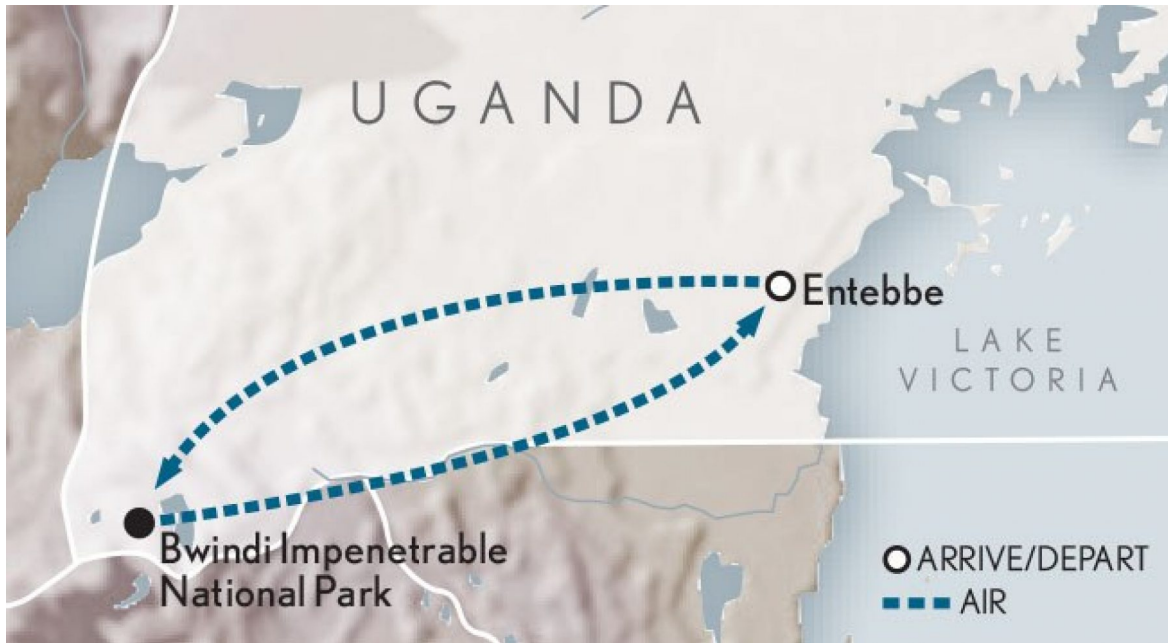 UGANDA
Entebbe
LAKE
VICTORIA
Bwindi Impenetrable
National Park
ARRIVE/DEPART
AIR